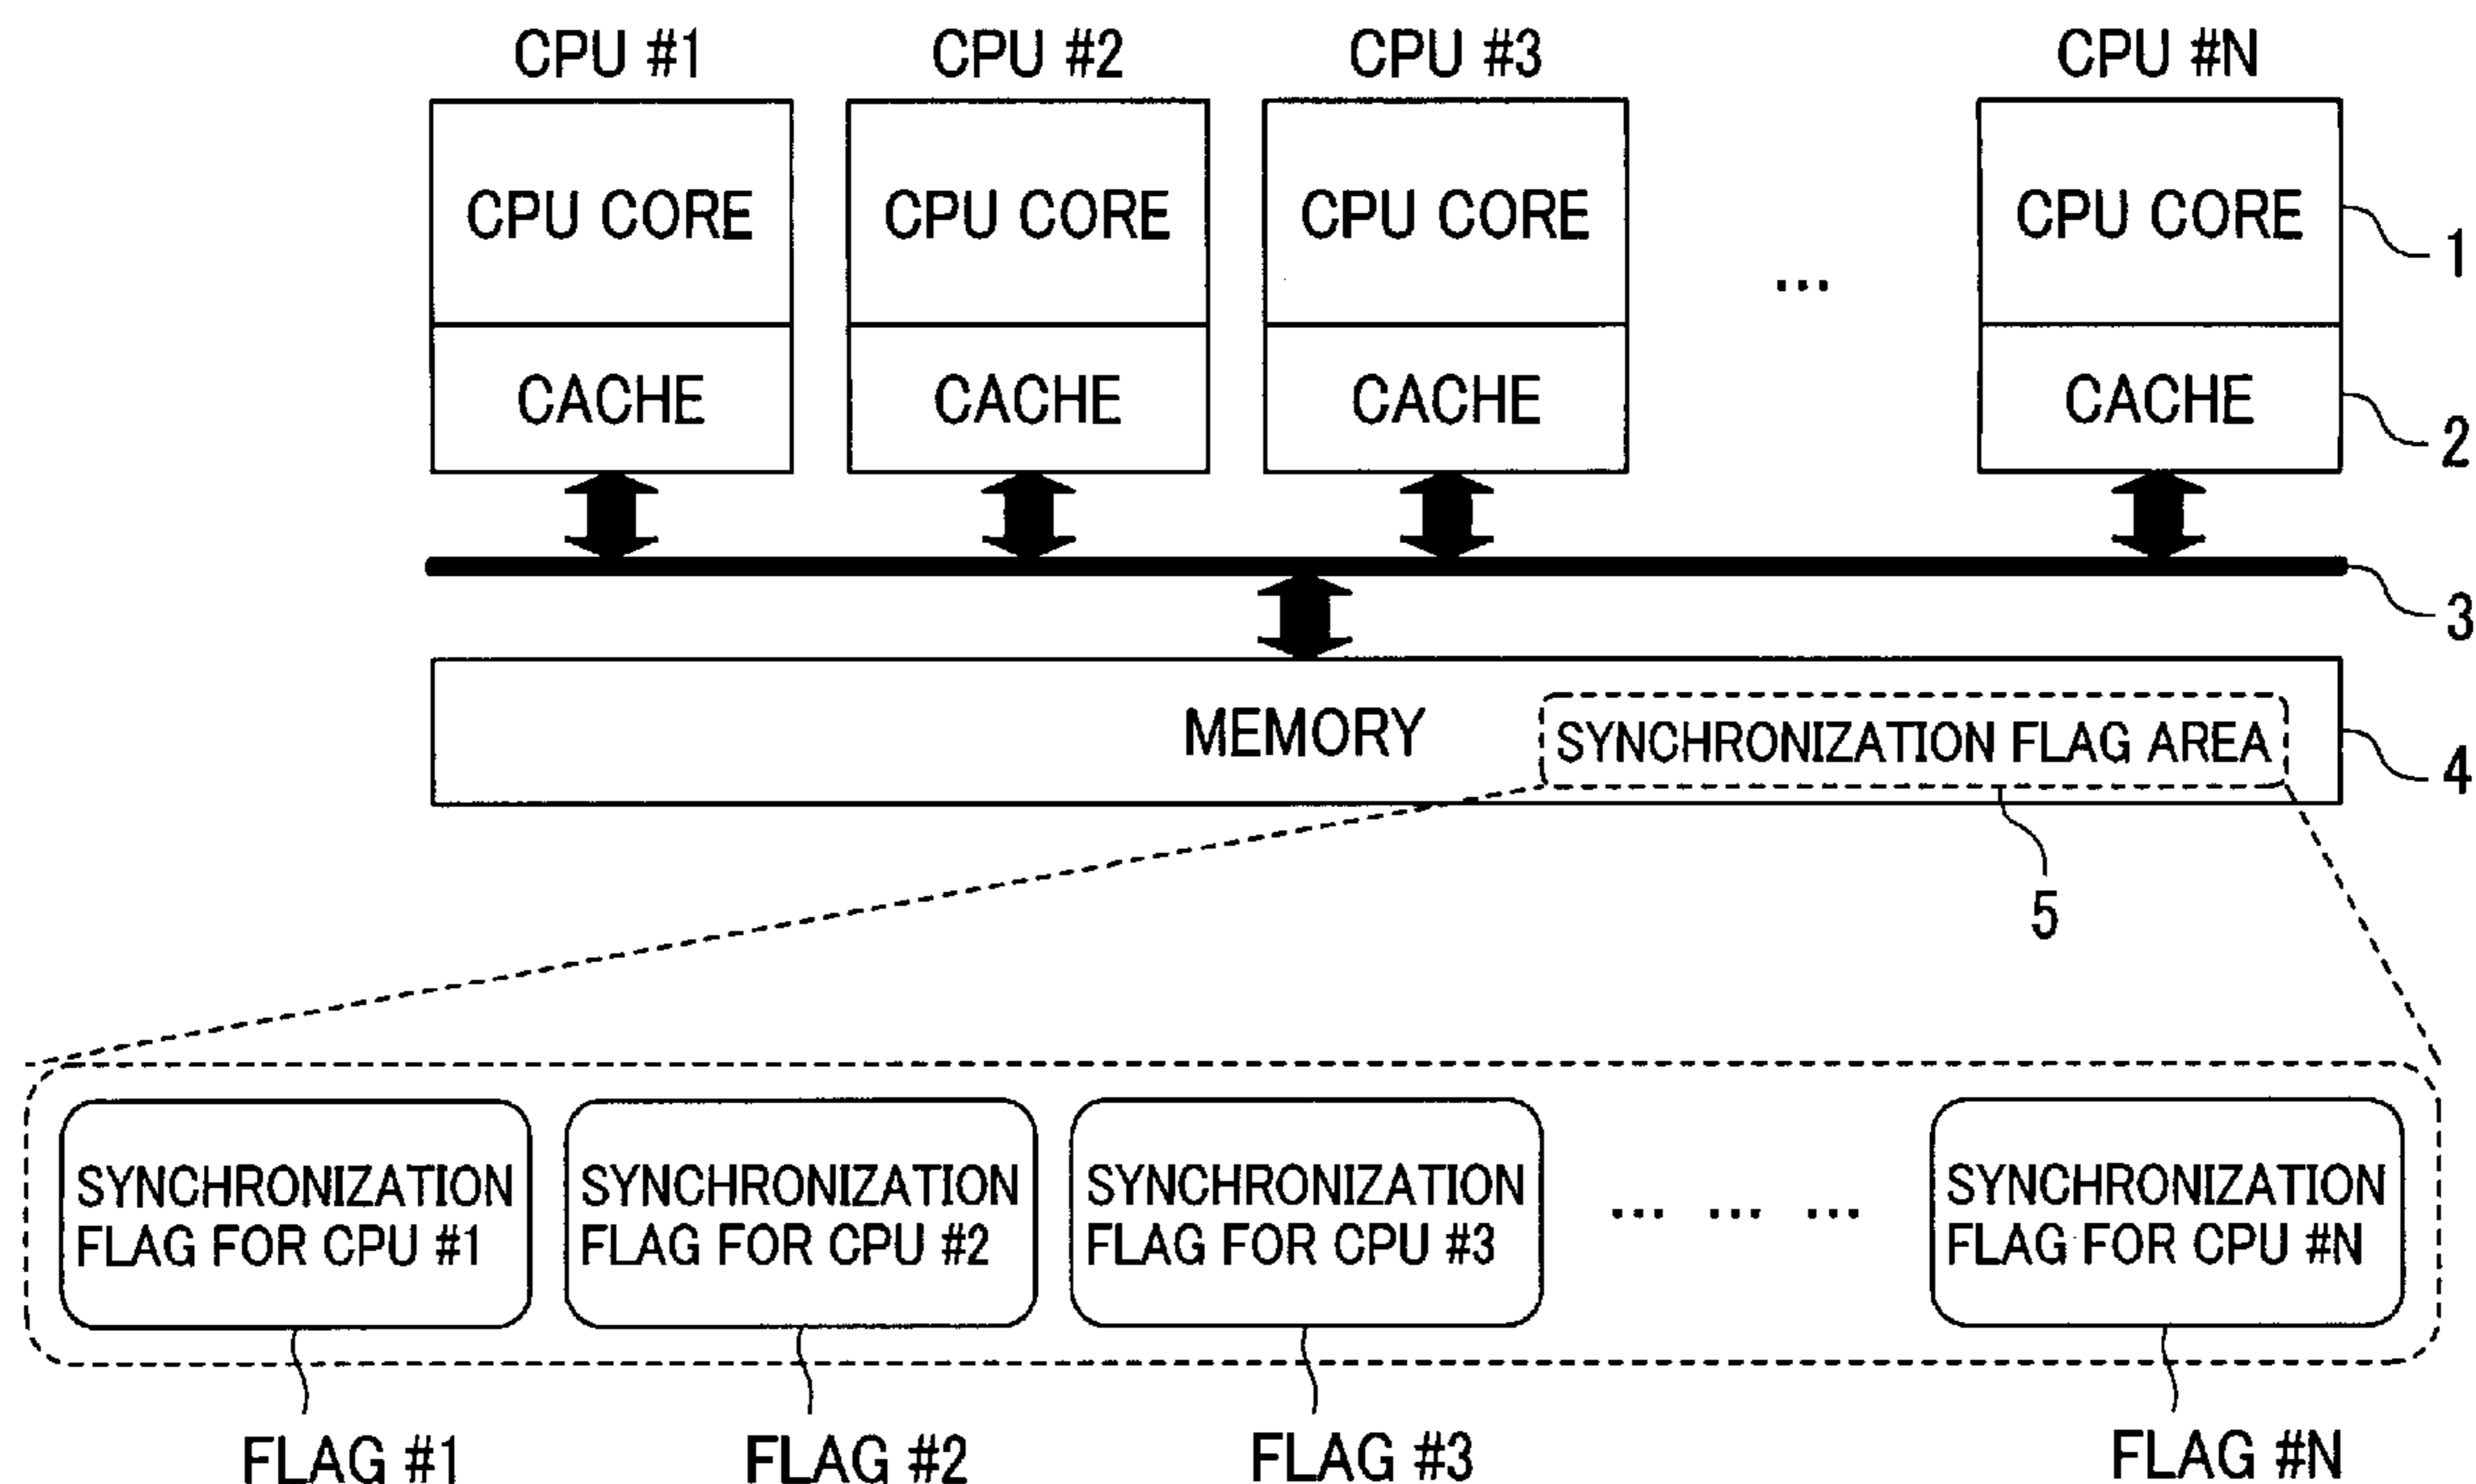 CPU #1 CPU #2 CPU #3 CPU #N
CPU CORE CPU CORE CPU CORE ... CPU CORE 1
CACHE CACHE CACHE CACHE 2
3
MEMORY SYNCHRONIZATION FLAG AREA 4
5
SYNCHRONIZATION SYNCHRONIZATION SYNCHRONIZATION ... ... ... SYNCHRONIZATION
FLAG FOR CPU #1 FLAG FOR CPU #2 FLAG FOR CPU #3 FLAG FOR CPU #N
FLAG #1 FLAG #2 FLAG #3 FLAG #N